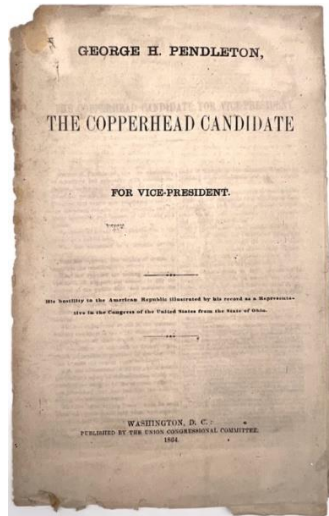 GEORGE H. PENDLETON,
THE COPPERHEAD CANDIDATE
FOR VICE-PRESIDENT.
His hostility to the American Republic illustrated by his record as a Representa-
tive in the Congress of the United States from the State of Ohio.
WASHINGTON, D. C.:
PUBLISHED BY THE UNION CONGRESSIONAL COMMITTEE.
1864.